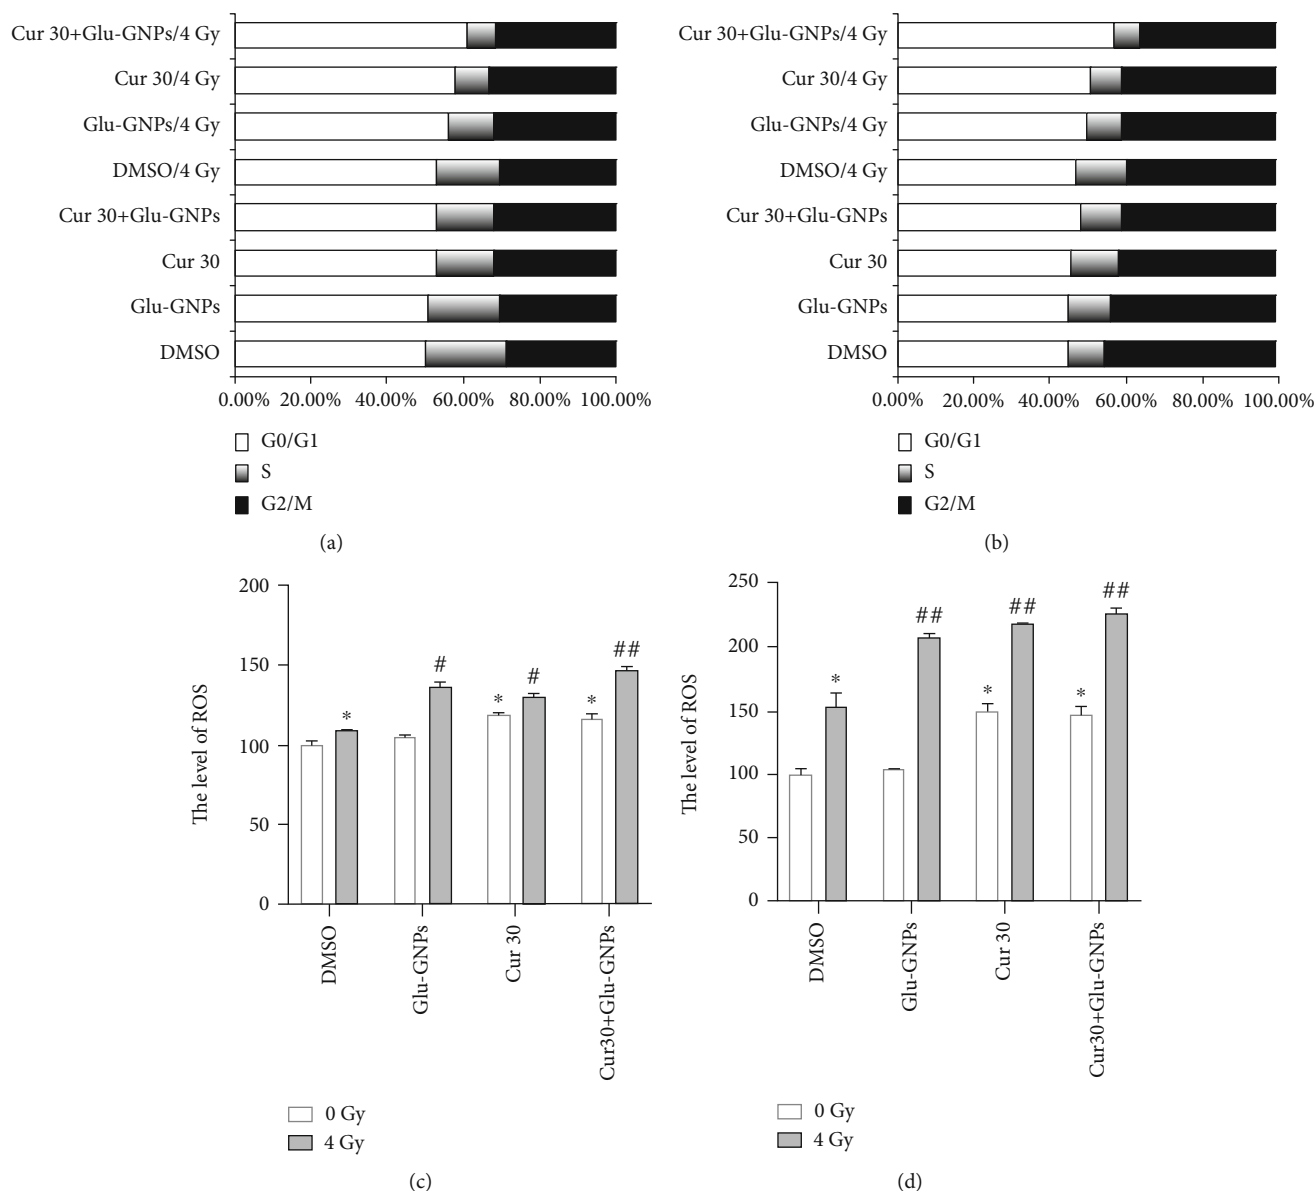 Cur 30+Glu-GNPs/4 Gy
Cur 30/4 Gy
Glu-GNPs/4 Gy
DMSO/4 Gy
Cur 30+Glu-GNPs
Cur 30
Glu-GNPs
DMSO
0.00% 20.00% 40.00% 60.00% 80.00% 100.00%
G0/G1
S
G2/M
(a)
Cur 30+Glu-GNPs/4 Gy
Cur 30/4 Gy
Glu-GNPs/4 Gy
DMSO/4 Gy
Cur 30+Glu-GNPs
Cur 30
Glu-GNPs
DMSO
0.00% 20.00% 40.00% 60.00% 80.00% 100.00%
G0/G1
S
G2/M
(b)
The level of ROS
200
150
100
50
0
*
#
*
#
*
##
DMSO
Glu-GNPs
Cur 30
Cur30+Glu-GNPs
0 Gy
4 Gy
(c)
The level of ROS
250
200
150
100
50
0
*
##
*
##
*
##
DMSO
Glu-GNPs
Cur 30
Cur30+Glu-GNPs
0 Gy
4 Gy
(d)